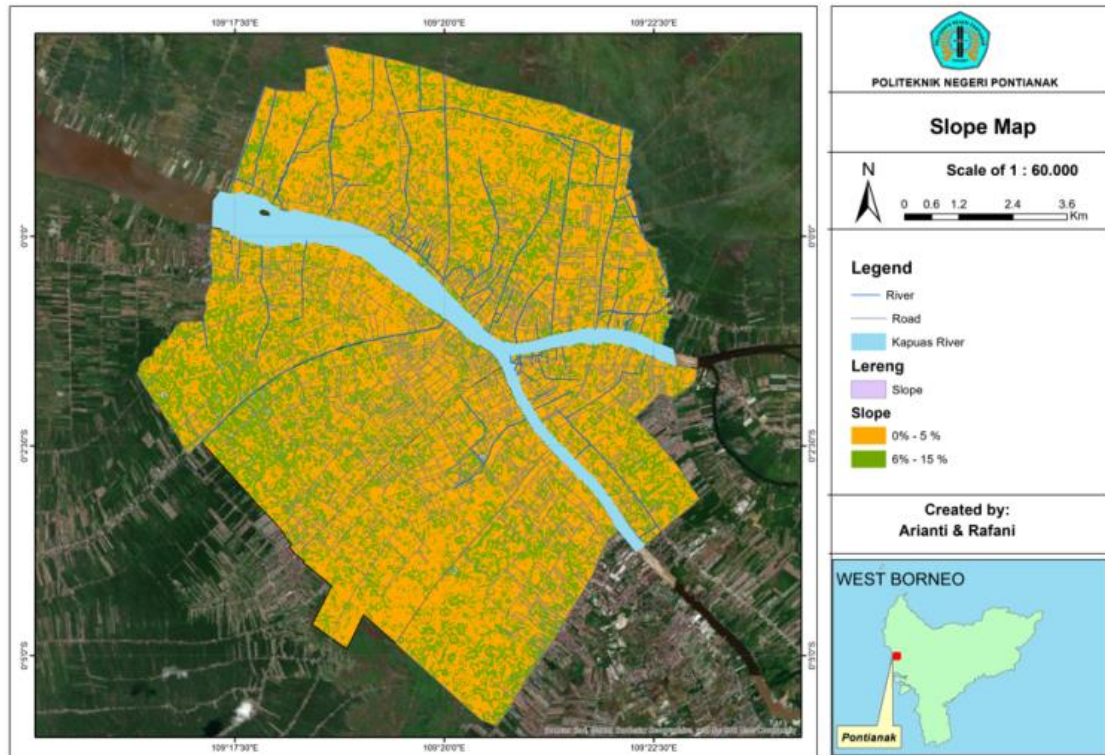 109°17'30"E 109°20'0"E 109°22'30"E
0°0'0"
0°2'30"S
0°5'0"S
0°0'0"
0°2'30"S
0°5'0"S
109°17'30"E 109°20'0"E 109°22'30"E
POLITEKNIK NEGERI PONTIANAK
Slope Map
N
Scale of 1 : 60.000
0 0.6 1.2 2.4 3.6
Km
Legend
River
Road
Kapuas River
Lereng
Slope
Slope
0% - 5 %
6% - 15 %
Created by:
Arianti & Rafani
WEST BORNEO
Pontianak